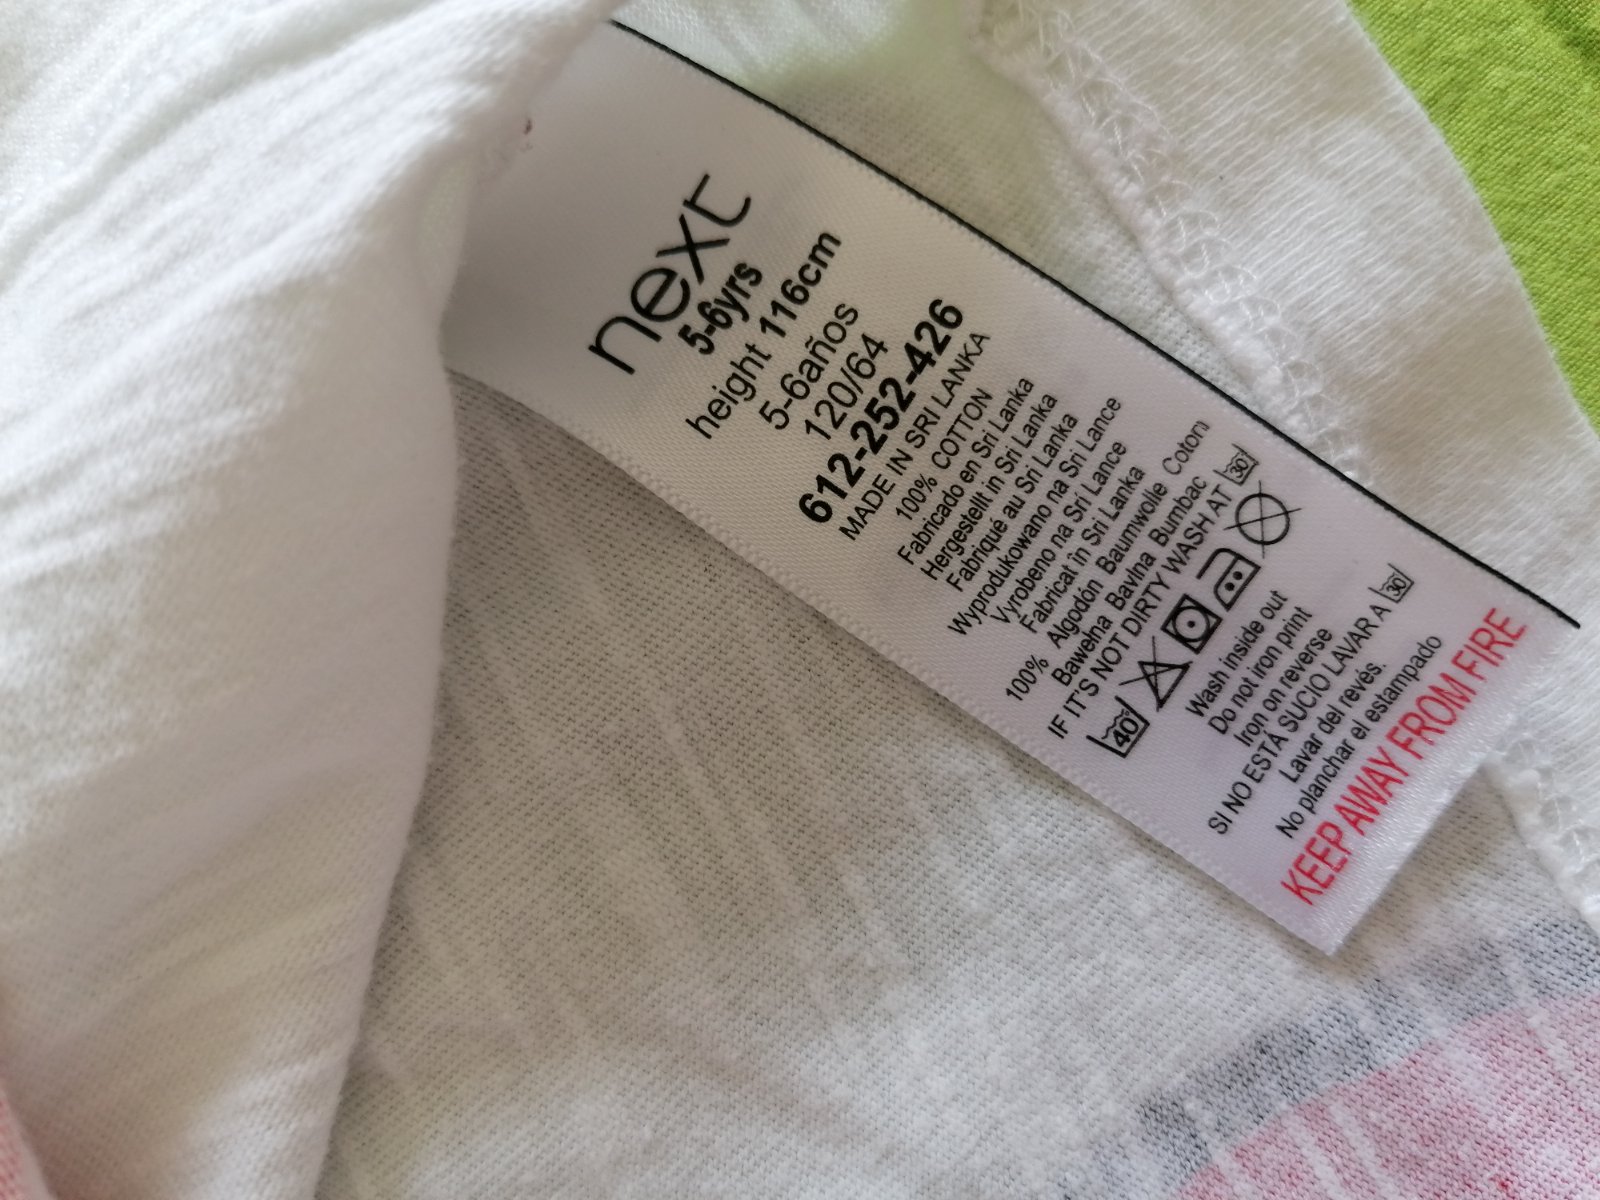 next
5-6yrs
height 116cm
5-6años
120/64
612-252-426
MADE IN SRI LANKA
100% COTTON
Fabricado en Sri Lanka
Hergestellt in Sri Lanka
Fabriqué au Sri Lanka
Wyprodukowano na Sri Lance
Vyrobeno na Srí Lance
Fabricat în Sri Lanka
100% Algodón Baumwolle Coton
Bawełna Bavlna Bumbac
IF IT'S NOT DIRTY WASH AT 30°
40°
Wash inside out
Do not iron print
Iron on reverse
SI NO ESTÁ SUCIO LAVAR A 30°
Lavar del revés.
No planchar el estampado
KEEP AWAY FROM FIRE